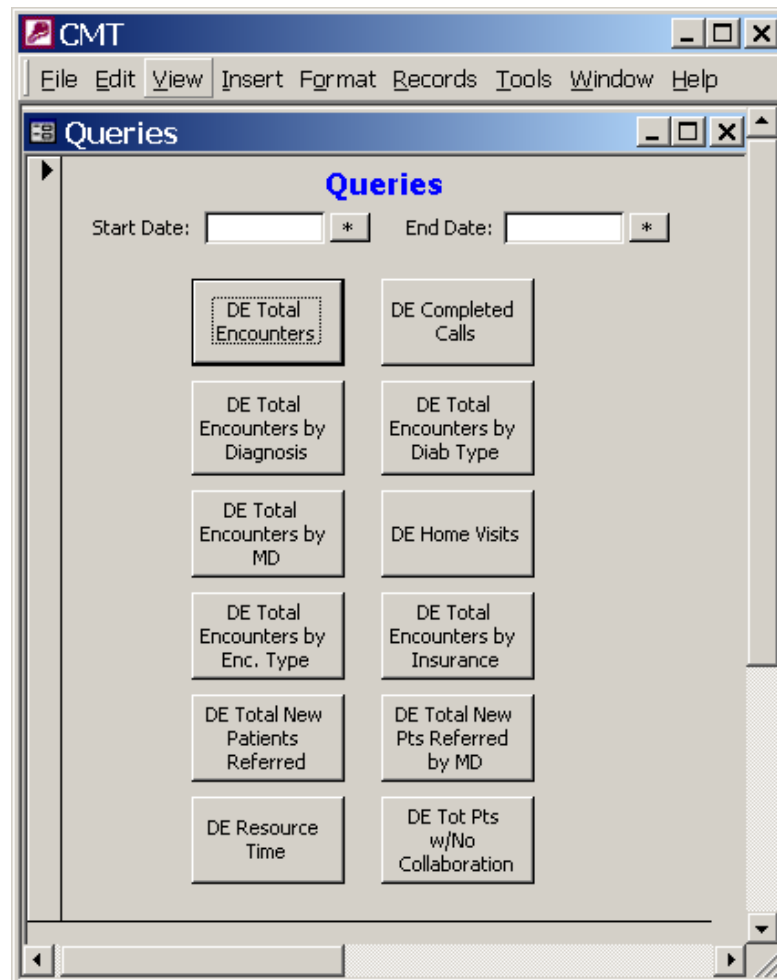 CMT
File Edit View Insert Format Records Tools Window Help
Queries
Queries
Start Date: * End Date: *
DE Total
Encounters
DE Completed
Calls
DE Total
Encounters by
Diagnosis
DE Total
Encounters by
Diab Type
DE Total
Encounters by
MD
DE Home Visits
DE Total
Encounters by
Enc. Type
DE Total
Encounters by
Insurance
DE Total New
Patients
Referred
DE Total New
Pts Referred
by MD
DE Resource
Time
DE Tot Pts
w/No
Collaboration